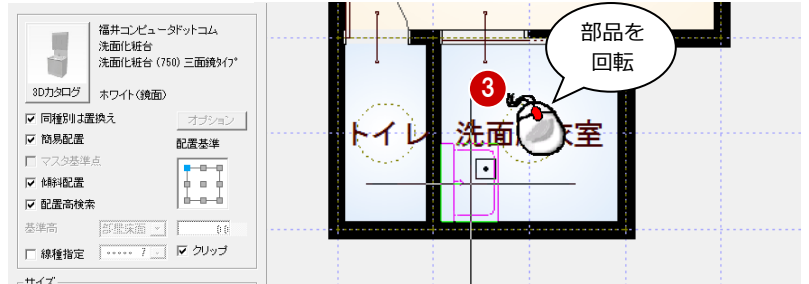 福井コンピュータドットコム
洗面化粧台
洗面化粧台(750) 三面鏡ﾀｲﾌﾟ
3Dカタログ
ホワイト(鏡面)
同種別は置換え
オプション
簡易配置
配置基準
マスタ基準点
傾斜配置
配置高検索
基準高
部屋床面
線種指定
クリップ
サイズ
部品を
回転
3
トイレ
洗面
衣室